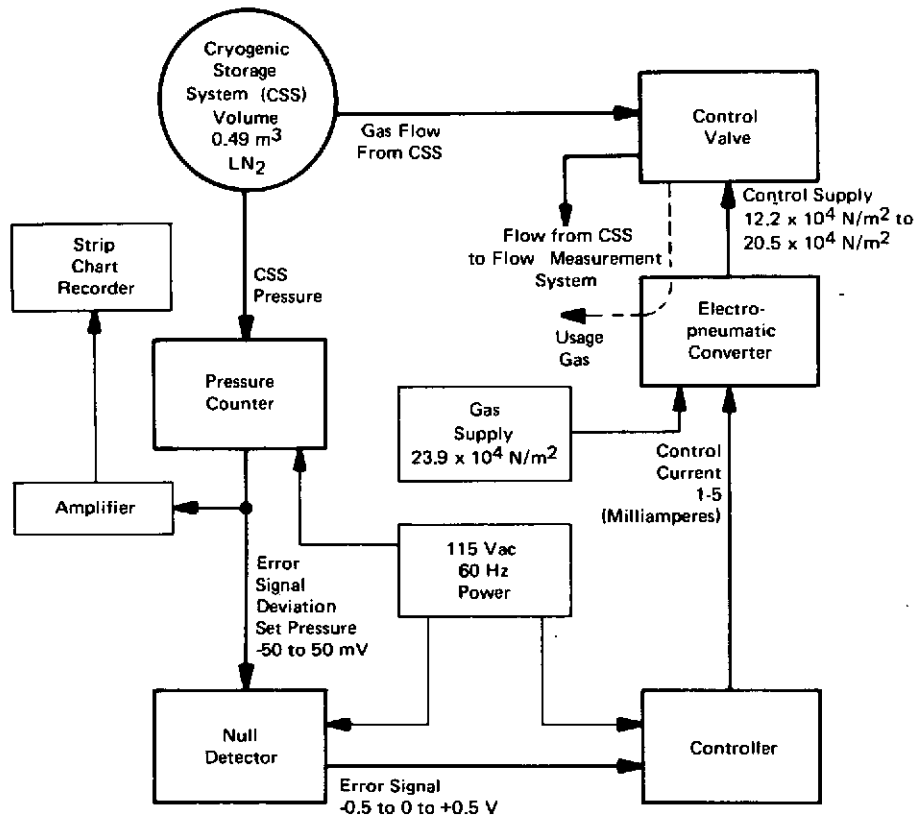 Cryogenic
Storage
System (CSS)
Volume
0.49 m³
LN₂
Gas Flow
From CSS
Control
Valve
Control Supply
12.2 x 10⁴ N/m² to
20.5 x 10⁴ N/m²
Flow from CSS
to Flow Measurement
System
Strip
Chart
Recorder
CSS
Pressure
Usage
Gas
Electro-
pneumatic
Converter
Pressure
Counter
Gas
Supply
23.9 x 10⁴ N/m²
Control
Current
1-5
(Milliamperes)
Amplifier
115 Vac
60 Hz
Power
Error
Signal
Deviation
Set Pressure
-50 to 50 mV
Null
Detector
Controller
Error Signal
-0.5 to 0 to +0.5 V